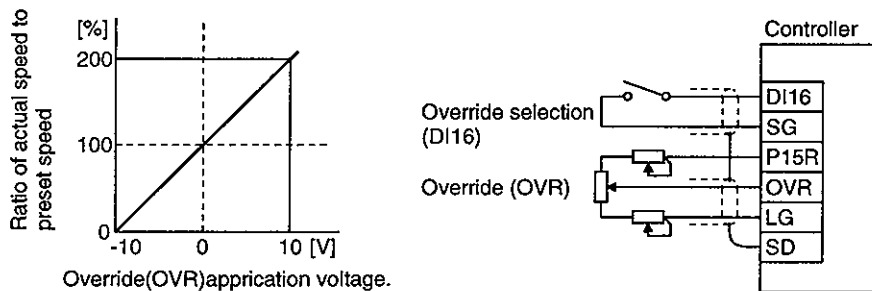 [%]
200
100
0
-10
0
10 [V]
Ratio of actual speed to
preset speed
Override(OVR)apprication voltage.
Controller
Override selection
(DI16)
Override (OVR)
DI16
SG
P15R
OVR
LG
SD